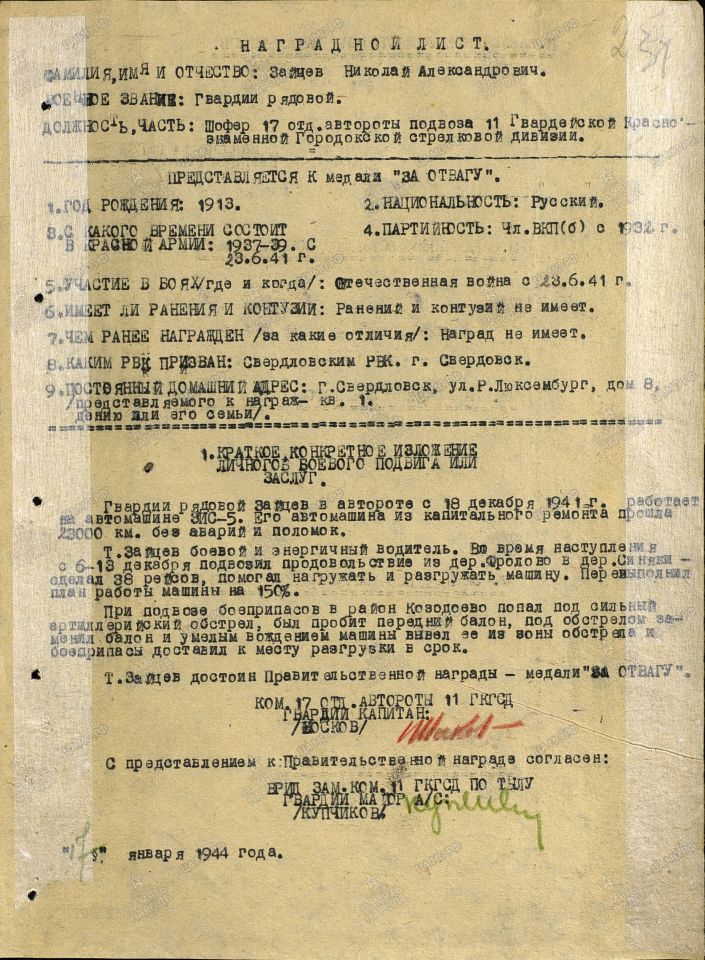 НАГРАДНОЙ ЛИСТ.
ФАМИЛИЯ, ИМЯ И ОТЧЕСТВО: Зайцев Николай Александрович.
ВОЕННОЕ ЗВАНИЕ: Гвардии рядовой.
ДОЛЖНОСТЬ, ЧАСТЬ: Шофер 17 отд. автороты подвоза 11 Гвардейской Красно-
знаменной Городокской стрелковой дивизии.
ПРЕДСТАВЛЯЕТСЯ К медали "ЗА ОТВАГУ".
1. ГОД РОЖДЕНИЯ: 1913. 2. НАЦИОНАЛЬНОСТЬ: Русский.
3. С КАКОГО ВРЕМЕНИ СОСТОИТ 4. ПАРТИЙНОСТЬ: Чл. ВКП(б) с 1932 г.
В КРАСНОЙ АРМИИ: 1937-39. С
23.6.41 г.
5. УЧАСТИЕ В БОЯХ /где и когда/: Отечественная война с 23.6.41 г.
6. ИМЕЕТ ЛИ РАНЕНИЯ И КОНТУЗИИ: Ранений и контузий не имеет.
7. ЧЕМ РАНЕЕ НАГРАЖДЕН /за какие отличия/: Наград не имеет.
8. КАКИМ РВК ПРИЗВАН: Свердловским РВК. г. Свердовск.
9. ПОСТОЯННЫЙ ДОМАШНИЙ АДРЕС: Г. Свердловск, ул. Р. Люксембург, дом 8,
/представляемого к награж- кв. 1.
дению или его семьи/.
1. КРАТКОЕ, КОНКРЕТНОЕ ИЗЛОЖЕНИЕ
ЛИЧНОГО БОЕВОГО ПОДВИГА ИЛИ
ЗАСЛУГ.
Гвардии рядовой Зайцев в автороте с 18 декабря 1941 г. работает
на автомашине ЗИС-5. Его автомашина из капитального ремонта прошла
23000 км. без аварий и поломок.
Т. Зайцев боевой и энергичный водитель. Во время наступления
с 6-13 декабря подвозил продовольствие из дер. Фролово в дер. Синяки -
сделал 38 рейсов, помогал нагружать и разгружать машину. Перевыполнил
план работы машины на 150%.
При подвозе боеприпасов в район Козодоево попал под сильный
артиллерийский обстрел, был пробит передний балон, под обстрелом за-
менил балон и умелым вождением машины вывел ее из зоны обстрела и
боеприпасы доставил к месту разгрузки в срок.
Т. Зайцев достоин Правительственной награды - медали "ЗА ОТВАГУ".
КОМ. 17 ОТД. АВТОРОТЫ 11 ГКГСД
ГВАРДИИ КАПИТАН:
/МОСКОВ/
С представлением к Правительственной награде согласен:
ВРИД ЗАМ. КОМ. 11 ГКГСД ПО ТЫЛУ
ГВАРДИИ МАЙОР А/С:
/КУПЧИКОВ/
января 1944 года.